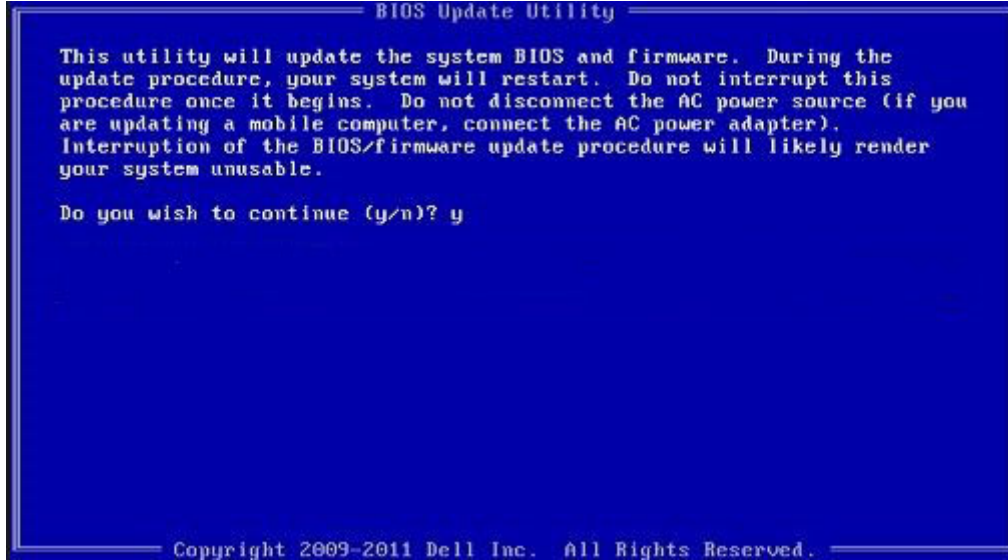 BIOS Update Utility
This utility will update the system BIOS and firmware. During the
update procedure, your system will restart. Do not interrupt this
procedure once it begins. Do not disconnect the AC power source (if you
are updating a mobile computer, connect the AC power adapter).
Interruption of the BIOS/firmware update procedure will likely render
your system unusable.
Do you wish to continue (y/n)? y
Copyright 2009-2011 Dell Inc. All Rights Reserved.